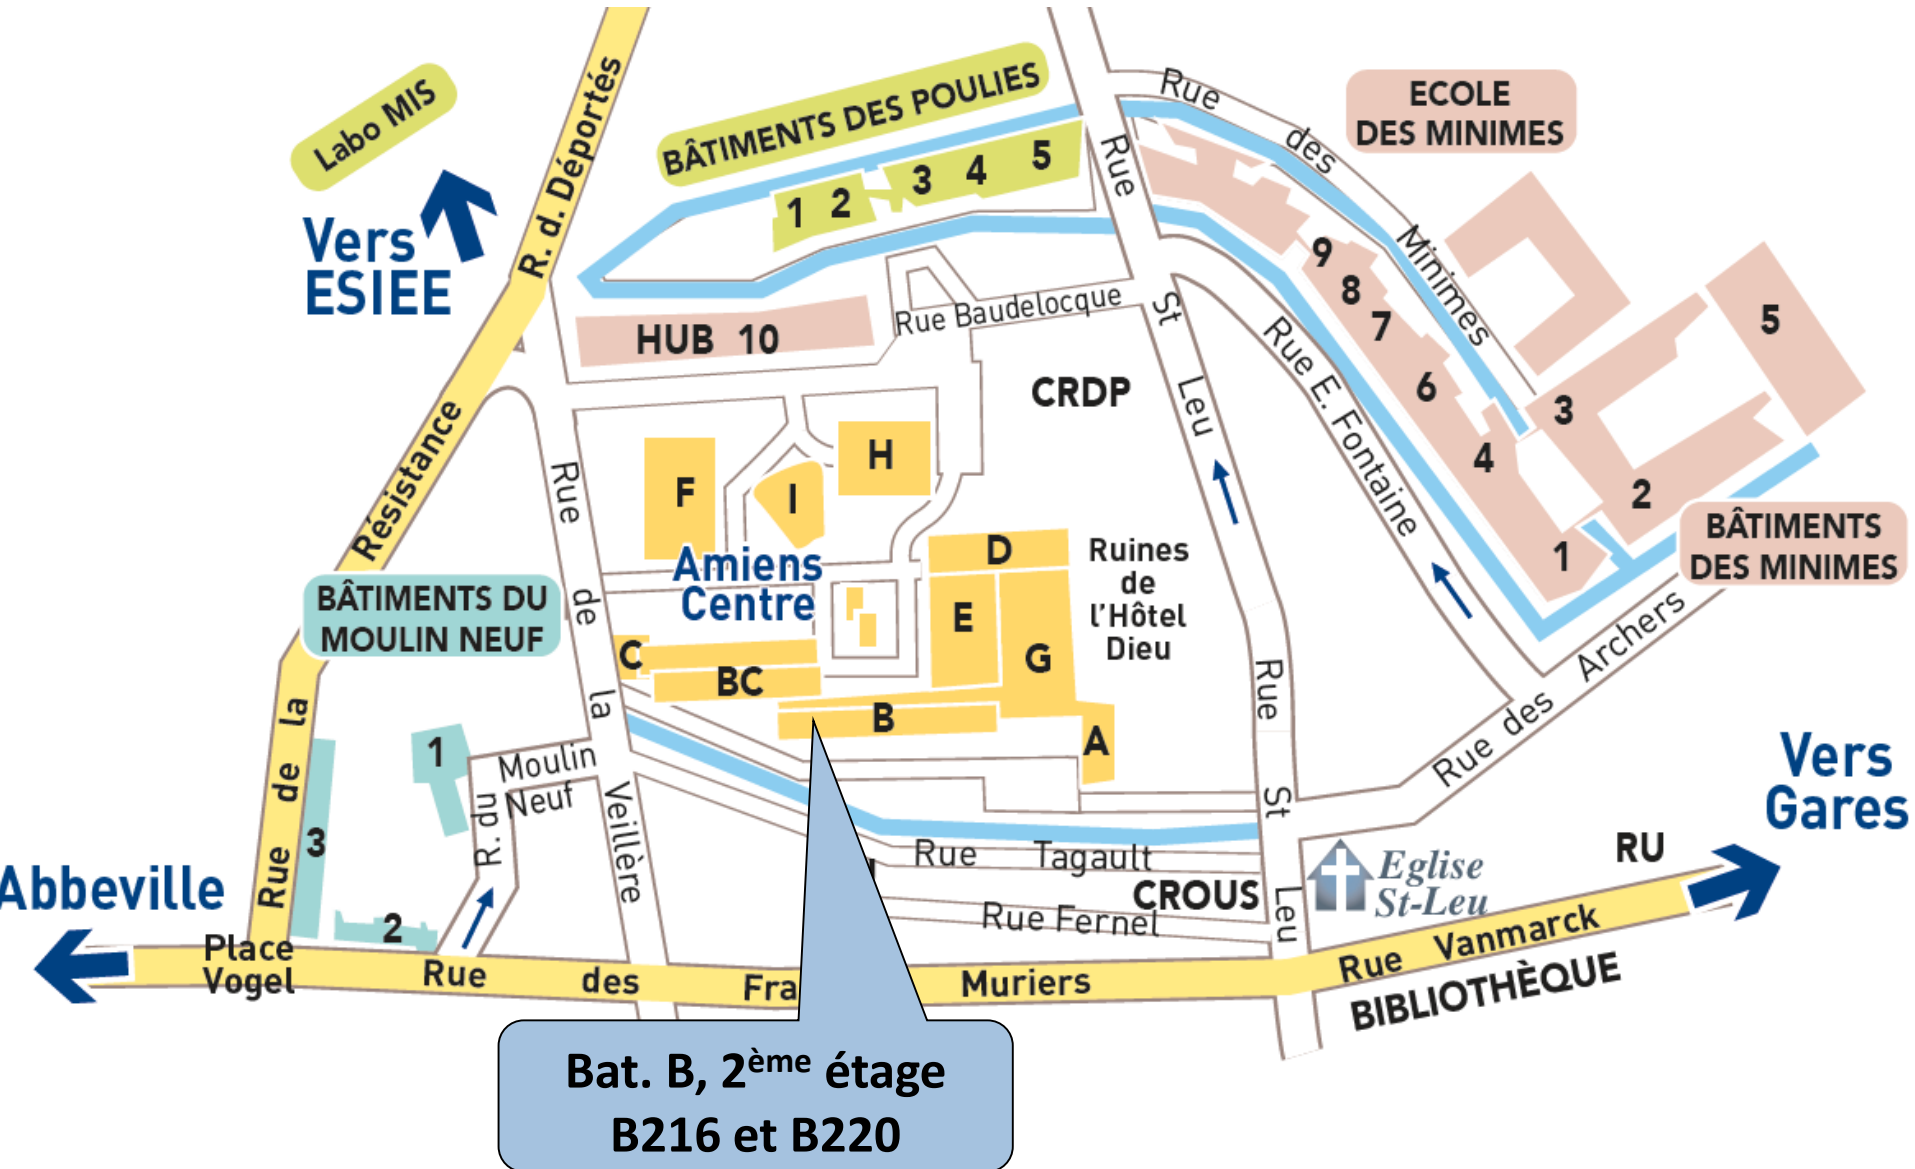 Labo MIS
Vers
ESIEE
R. d. Déportés
BÂTIMENTS DES POULIES
1 2 3 4 5
Rue
des
Minimes
ECOLE
DES MINIMES
Rue
St
Leu
Rue
St
Leu
HUB 10
Rue Baudelocque
CRDP
Rue E. Fontaine
9
8
7
6
4
3
5
2
1
BÂTIMENTS
DES MINIMES
Rue des Archers
Résistance
Rue de la
F
I
H
Amiens
Centre
D
E
G
C
BC
B
A
Ruines
de
l'Hôtel
Dieu
BÂTIMENTS DU
MOULIN NEUF
Rue de la Veillère
1
3
2
Moulin
Neuf
R. du
Rue Tagault
CROUS
Rue Fernel
Eglise
St-Leu
RU
Vers
Gares
Abbeville
Place
Vogel
Rue des Fra Muriers
Rue Vanmarck
BIBLIOTHÈQUE
Bat. B, 2ème étage
B216 et B220